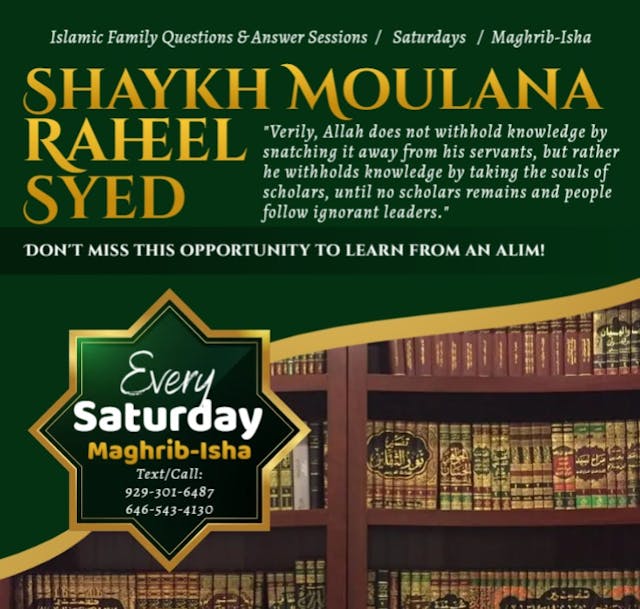 Islamic Family Questions & Answer Sessions / Saturdays / Maghrib-Isha
SHAYKH MOULANA
RAHEEL
SYED
"Verily, Allah does not withhold knowledge by
snatching it away from his servants, but rather
he withholds knowledge by taking the souls of
scholars, until no scholars remains and people
follow ignorant leaders."
DON'T MISS THIS OPPORTUNITY TO LEARN FROM AN ALIM!
Every
Saturday
Maghrib-Isha
Text/Call:
929-301-6487
646-543-4130